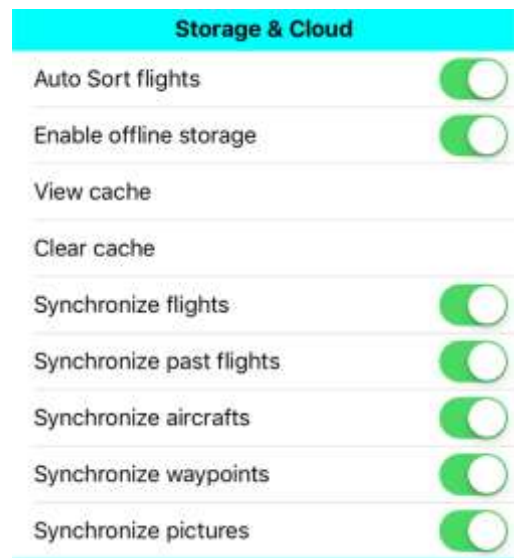 Storage & Cloud
Auto Sort flights
Enable offline storage
View cache
Clear cache
Synchronize flights
Synchronize past flights
Synchronize aircrafts
Synchronize waypoints
Synchronize pictures